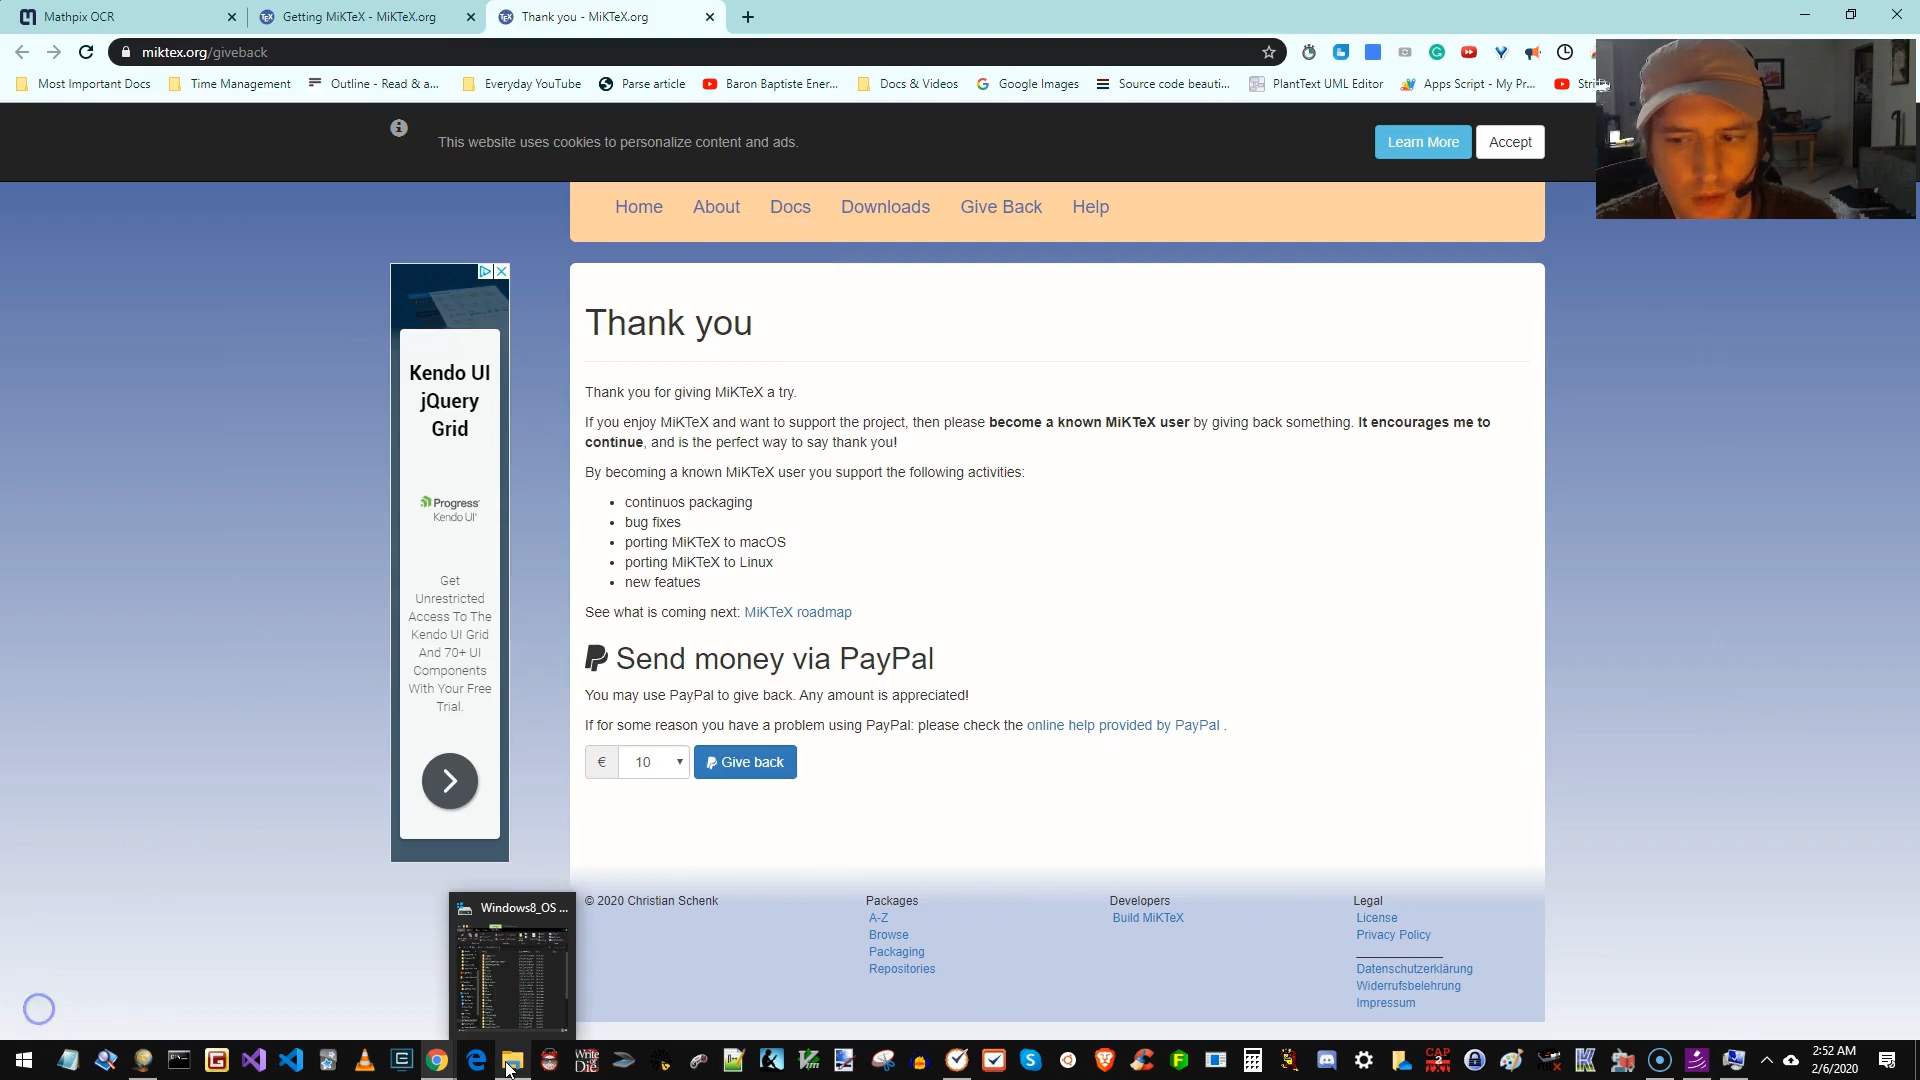 Mathpix OCR
Getting MiKTeX - MiKTeX.org
Thank you - MiKTeX.org
miktex.org/giveback
Most Important Docs
Time Management
Outline - Read & a...
Everyday YouTube
Parse article
Baron Baptiste Ener...
Docs & Videos
Google Images
Source code beauti...
PlantText UML Editor
Apps Script - My Pr...
This website uses cookies to personalize content and ads.
Learn More
Accept
Home
About
Docs
Downloads
Give Back
Help
Kendo UI
jQuery
Grid
Progress
Kendo UI
Get
Unrestricted
Access To The
Kendo UI Grid
And 70+ UI
Components
With Your Free
Trial.
Thank you
Thank you for giving MiKTeX a try.
If you enjoy MiKTeX and want to support the project, then please become a known MiKTeX user by giving back something. It encourages me to
continue, and is the perfect way to say thank you!
By becoming a known MiKTeX user you support the following activities:
continuos packaging
bug fixes
porting MiKTeX to macOS
porting MiKTeX to Linux
new featues
See what is coming next: MiKTeX roadmap
Send money via PayPal
You may use PayPal to give back. Any amount is appreciated!
If for some reason you have a problem using PayPal: please check the online help provided by PayPal .
€ 10 Give back
Windows8_OS ...
© 2020 Christian Schenk
Packages
A-Z
Browse
Packaging
Repositories
Developers
Build MiKTeX
Legal
License
Privacy Policy
Datenschutzerklärung
Widerrufsbelehrung
Impressum
Write
Die
2:52 AM
2/6/2020